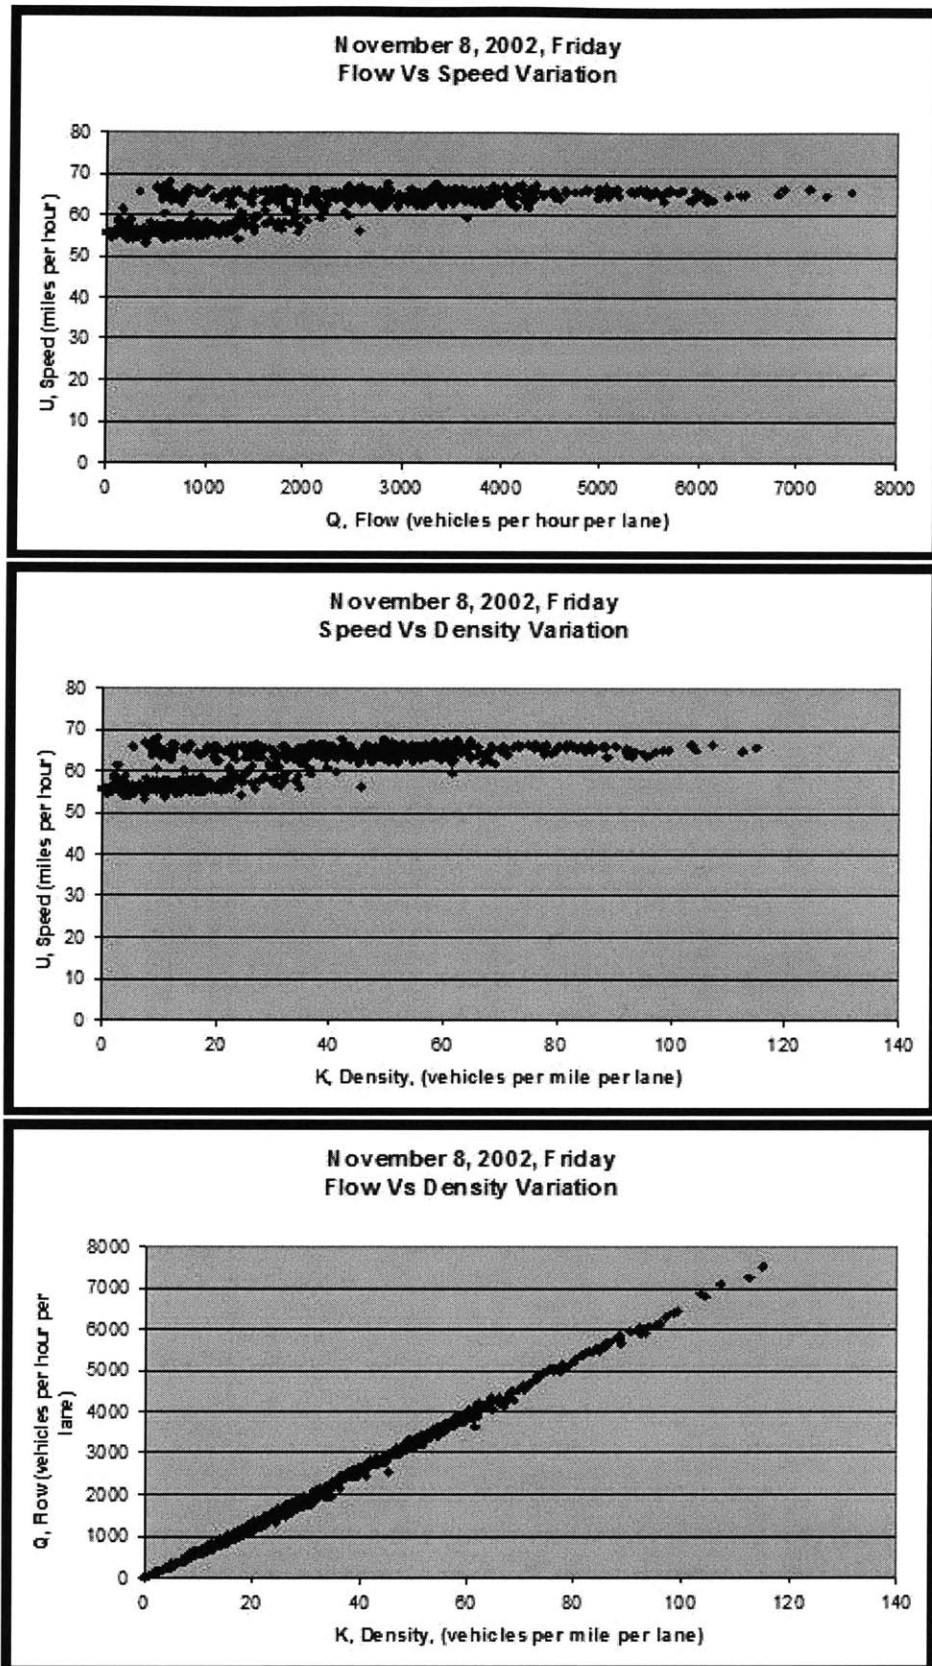 November 8, 2002, Friday
Flow Vs Speed Variation
80
70
60
50
40
30
20
10
0
U, Speed (miles per hour)
0 1000 2000 3000 4000 5000 6000 7000 8000
Q, Flow (vehicles per hour per lane)
November 8, 2002, Friday
Speed Vs Density Variation
80
70
60
50
40
30
20
10
0
U, Speed (miles per hour)
0 20 40 60 80 100 120 140
K, Density, (vehicles per mile per lane)
November 8, 2002, Friday
Flow Vs Density Variation
8000
7000
6000
5000
4000
3000
2000
1000
0
Q, Flow (vehicles per hour per
lane)
0 20 40 60 80 100 120 140
K, Density, (vehicles per mile per lane)